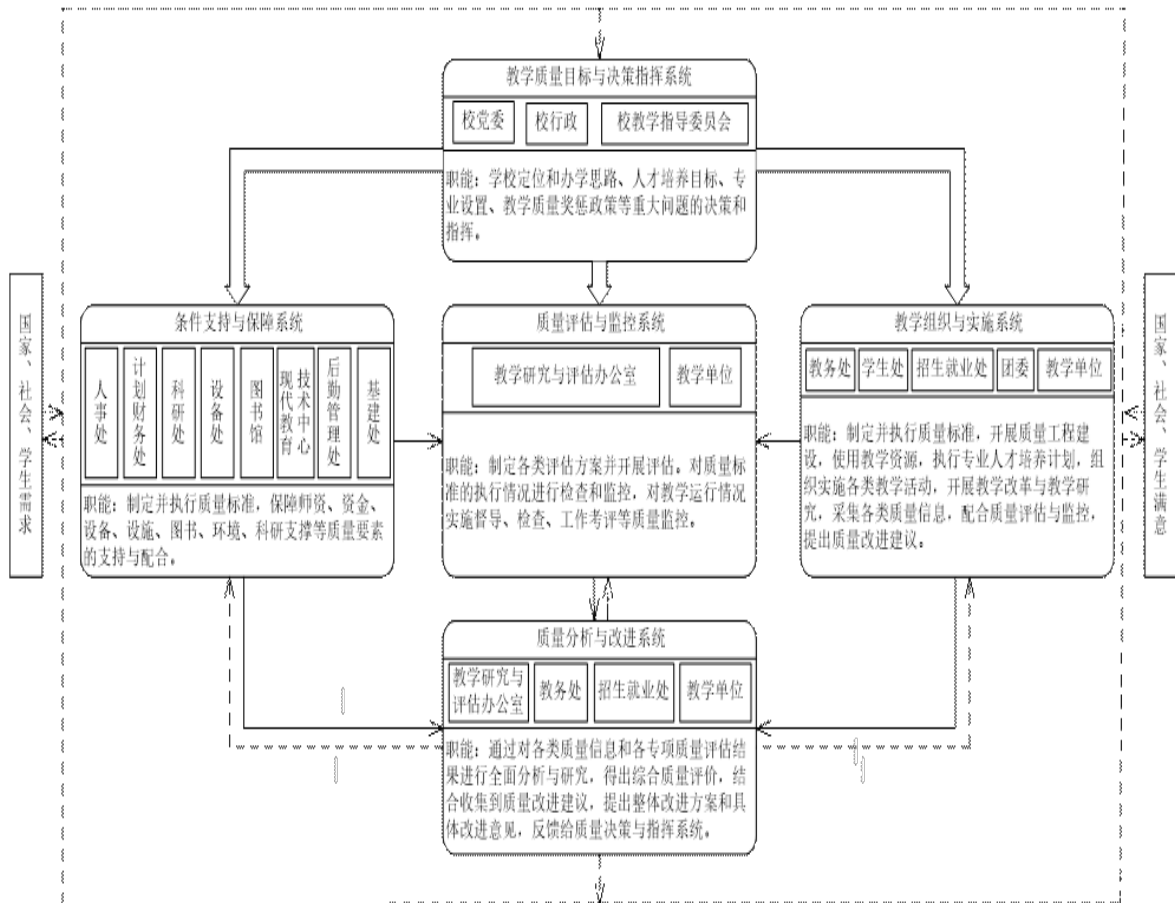 教学质量目标与决策指挥系统
校党委
校行政
校教学指导委员会
职能：学校定位和办学思路、人才培养目标、专
业设置、教学质量奖惩政策等重大问题的决策和
指挥。
国家、社会、学生需求
条件支持与保障系统
人事处
计划财务处
科研处
设备处
图书馆
现代教育
技术中心
后勤管理处
基建处
职能：制定并执行质量标准，保障师资、资金、
设备、设施、图书、环境、科研支撑等质量要素
的支持与配合。
质量评估与监控系统
教学研究与评估办公室
教学单位
职能：制定各类评估方案并开展评估。对质量标
准的执行情况进行检查和监控，对教学运行情况
实施督导、检查、工作考评等质量监控。
教学组织与实施系统
教务处
学生处
招生就业处
团委
教学单位
职能：制定并执行质量标准，开展质量工程建
设，使用教学资源，执行专业人才培养计划，组
织实施各类教学活动，开展教学改革与教学研
究，采集各类质量信息，配合质量评估与监控，
提出质量改进建议。
国家、社会、学生满意
质量分析与改进系统
教学研究与
评估办公室
教务处
招生就业处
教学单位
职能：通过对各类质量信息和各专项质量评估结
果进行全面分析与研究，得出综合质量评价，结
合收集到质量改进建议，提出整体改进方案和具
体改进意见，反馈给质量决策与指挥系统。